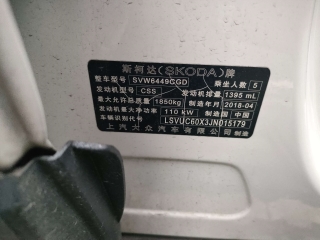 斯柯达(SKODA)牌
整车型号 SVW6449CGD 乘坐人数 5
发动机型号 CSS 发动机排量 1395 mL
最大允许总质量 1850kg 制造年月 2018-04
发动机最大净功率 110 kW 制造国 中国
车辆识别代号 LSVUC60X3JN015179
上汽大众汽车有限公司 制造